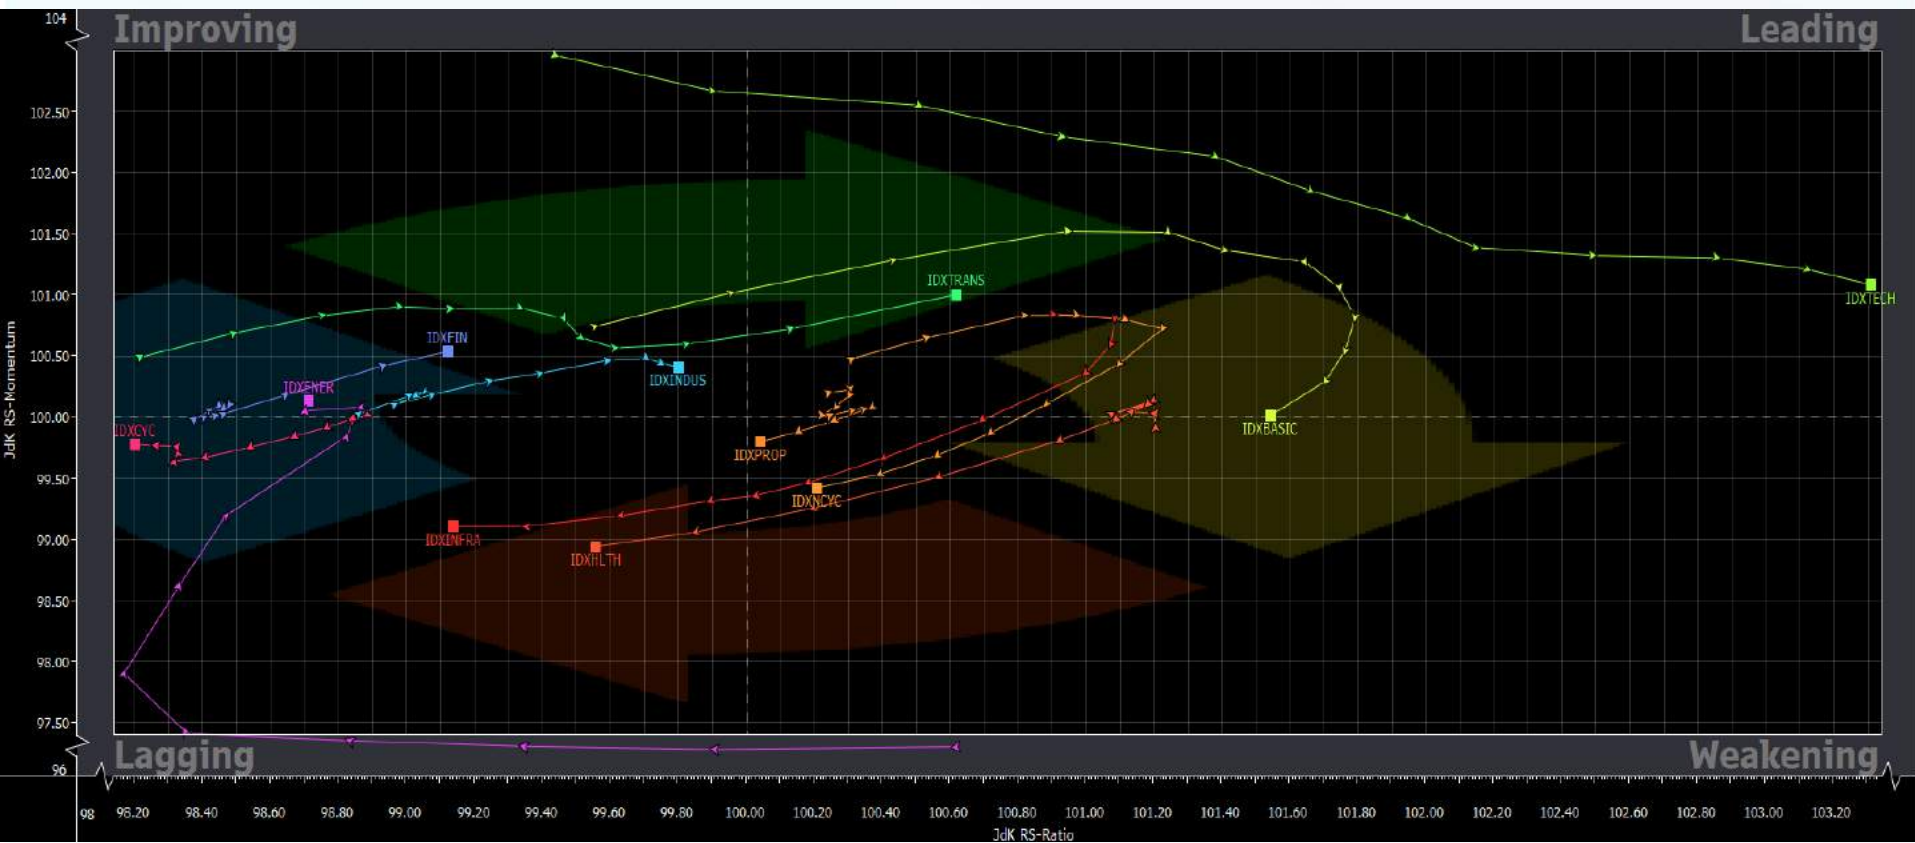 104
Improving
Leading
102.50
102.00
101.50
101.00
100.50
100.00
99.50
99.00
98.50
98.00
97.50
96
JdK RS-Momentum
IDXTRANS
IDXTECH
IDXFIN
IDXINDUS
IDXENER
IDXCYC
IDXBASIC
IDXPROP
IDXNCYC
IDXINFRA
IDXHLTH
Lagging
Weakening
98 98.20 98.40 98.60 98.80 99.00 99.20 99.40 99.60 99.80 100.00 100.20 100.40 100.60 100.80 101.00 101.20 101.40 101.60 101.80 102.00 102.20 102.40 102.60 102.80 103.00 103.20
JdK RS-Ratio